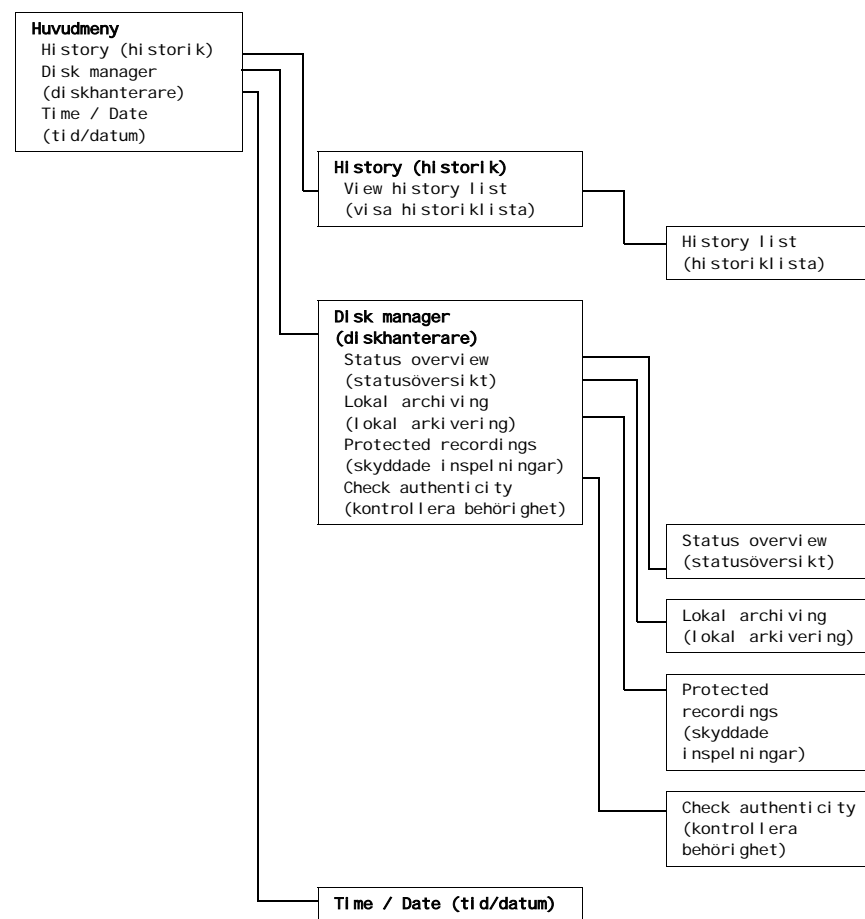 Huvudmeny
History (historik)
Disk manager
(diskhanterare)
Time / Date
(tid/datum)
History (historik)
View history list
(visa historiklista)
History list
(historiklista)
Disk manager
(diskhanterare)
Status overview
(statusöversikt)
Lokal archiving
(lokal arkivering)
Protected recordings
(skyddade inspelningar)
Check authenticity
(kontrollera behörighet)
Status overview
(statusöversikt)
Lokal archiving
(lokal arkivering)
Protected
recordings
(skyddade
inspelningar)
Check authenticity
(kontrollera
behörighet)
Time / Date (tid/datum)